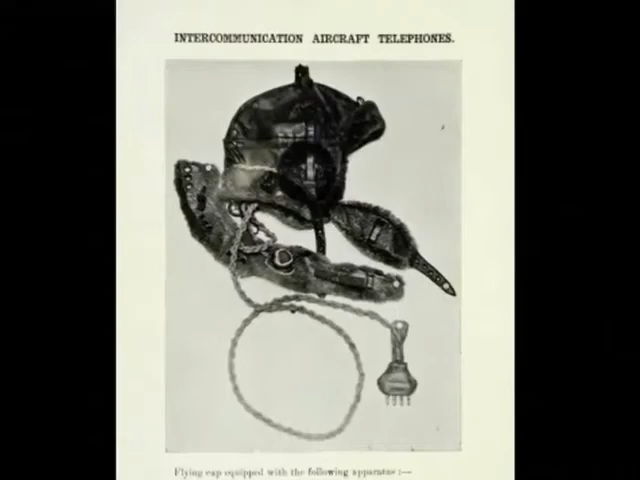 INTERCOMMUNICATION AIRCRAFT TELEPHONES.
Flying cap equipped with the following apparatus :—